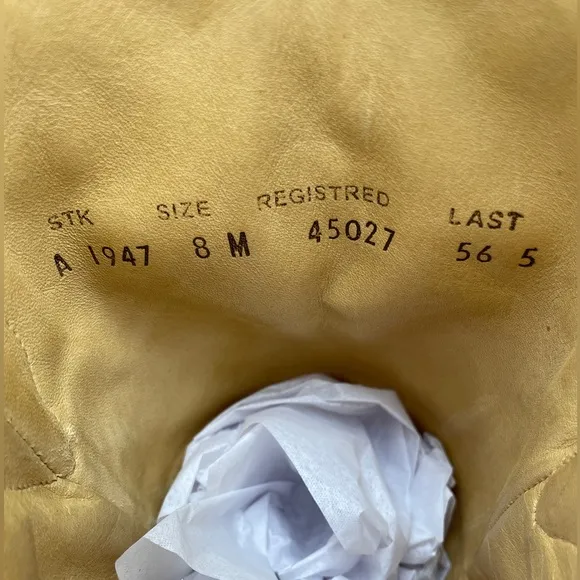 STK SIZE REGISTRED LAST
A 1947 8 M 45027 56 5